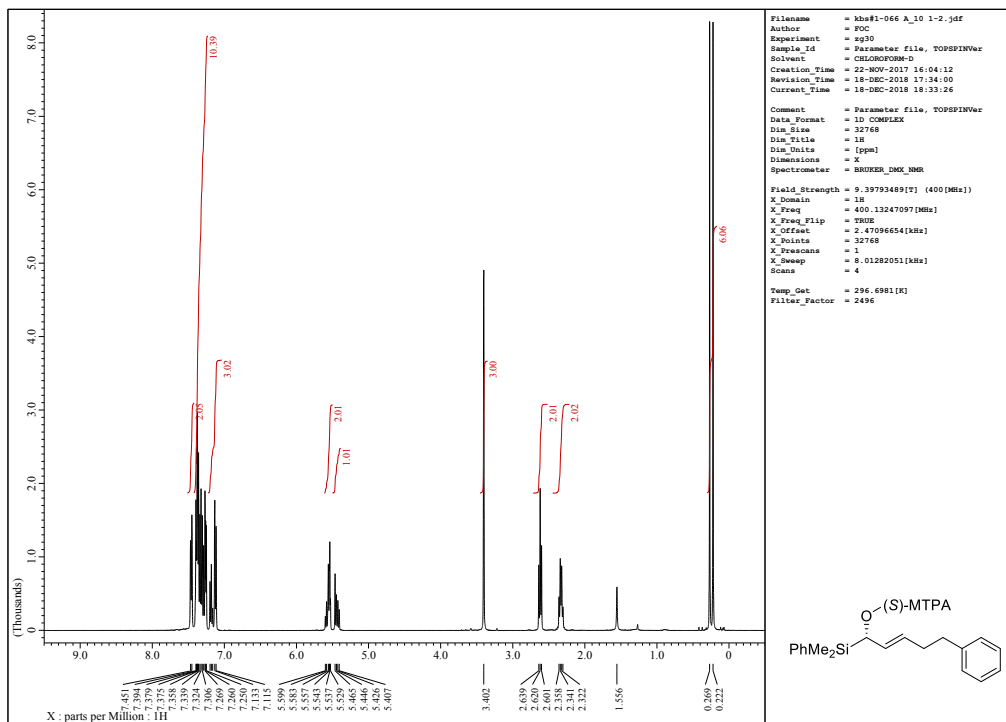 (Thousands)
8.0
7.0
6.0
5.0
4.0
3.0
2.0
1.0
0
10.39
2.05
3.02
2.01
1.01
3.00
2.01
2.02
6.06
9.0 8.0 7.0 6.0 5.0 4.0 3.0 2.0 1.0 0
7.451
7.394
7.379
7.375
7.358
7.339
7.324
7.306
7.269
7.260
7.250
7.133
7.115
5.599
5.583
5.557
5.543
5.537
5.529
5.465
5.446
5.426
5.407
3.402
2.639
2.620
2.601
2.358
2.341
2.322
1.556
0.269
0.222
X : parts per Million : 1H
Filename = kbs#1-066 A_10 1-2.jdf
Author = FOC
Experiment = zg30
Sample_Id = Parameter file, TOPSPINVer
Solvent = CHLOROFORM-D
Creation_Time = 22-NOV-2017 16:04:12
Revision_Time = 18-DEC-2018 17:34:00
Current_Time = 18-DEC-2018 18:33:26
Comment = Parameter file, TOPSPINVer
Data_Format = 1D COMPLEX
Dim_Size = 32768
Dim_Title = 1H
Dim_Units = [ppm]
Dimensions = X
Spectrometer = BRUKER_DMX_NMR
Field_Strength = 9.39793489[T] (400[MHz])
X_Domain = 1H
X_Freq = 400.13247097[MHz]
X_Freq_Flip = TRUE
X_Offset = 2.47096654[kHz]
X_Points = 32768
X_Prescans = 1
X_Sweep = 8.01282051[kHz]
Scans = 4
Temp_Get = 296.6981[K]
Filter_Factor = 2496
O-(S)-MTPA
PhMe2Si